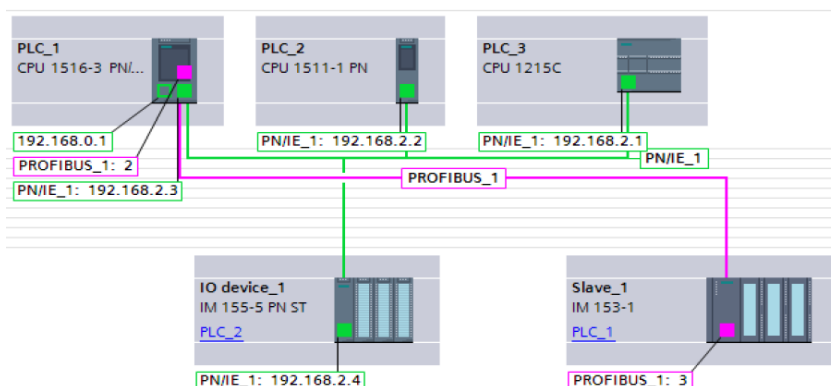 PLC_1
CPU 1516-3 PN/...
PLC_2
CPU 1511-1 PN
PLC_3
CPU 1215C
192.168.0.1
PROFIBUS_1: 2
PN/IE_1: 192.168.2.3
PN/IE_1: 192.168.2.2
PN/IE_1: 192.168.2.1
PN/IE_1
PROFIBUS_1
IO device_1
IM 155-5 PN ST
PLC_2
PN/IE_1: 192.168.2.4
Slave_1
IM 153-1
PLC_1
PROFIBUS_1: 3